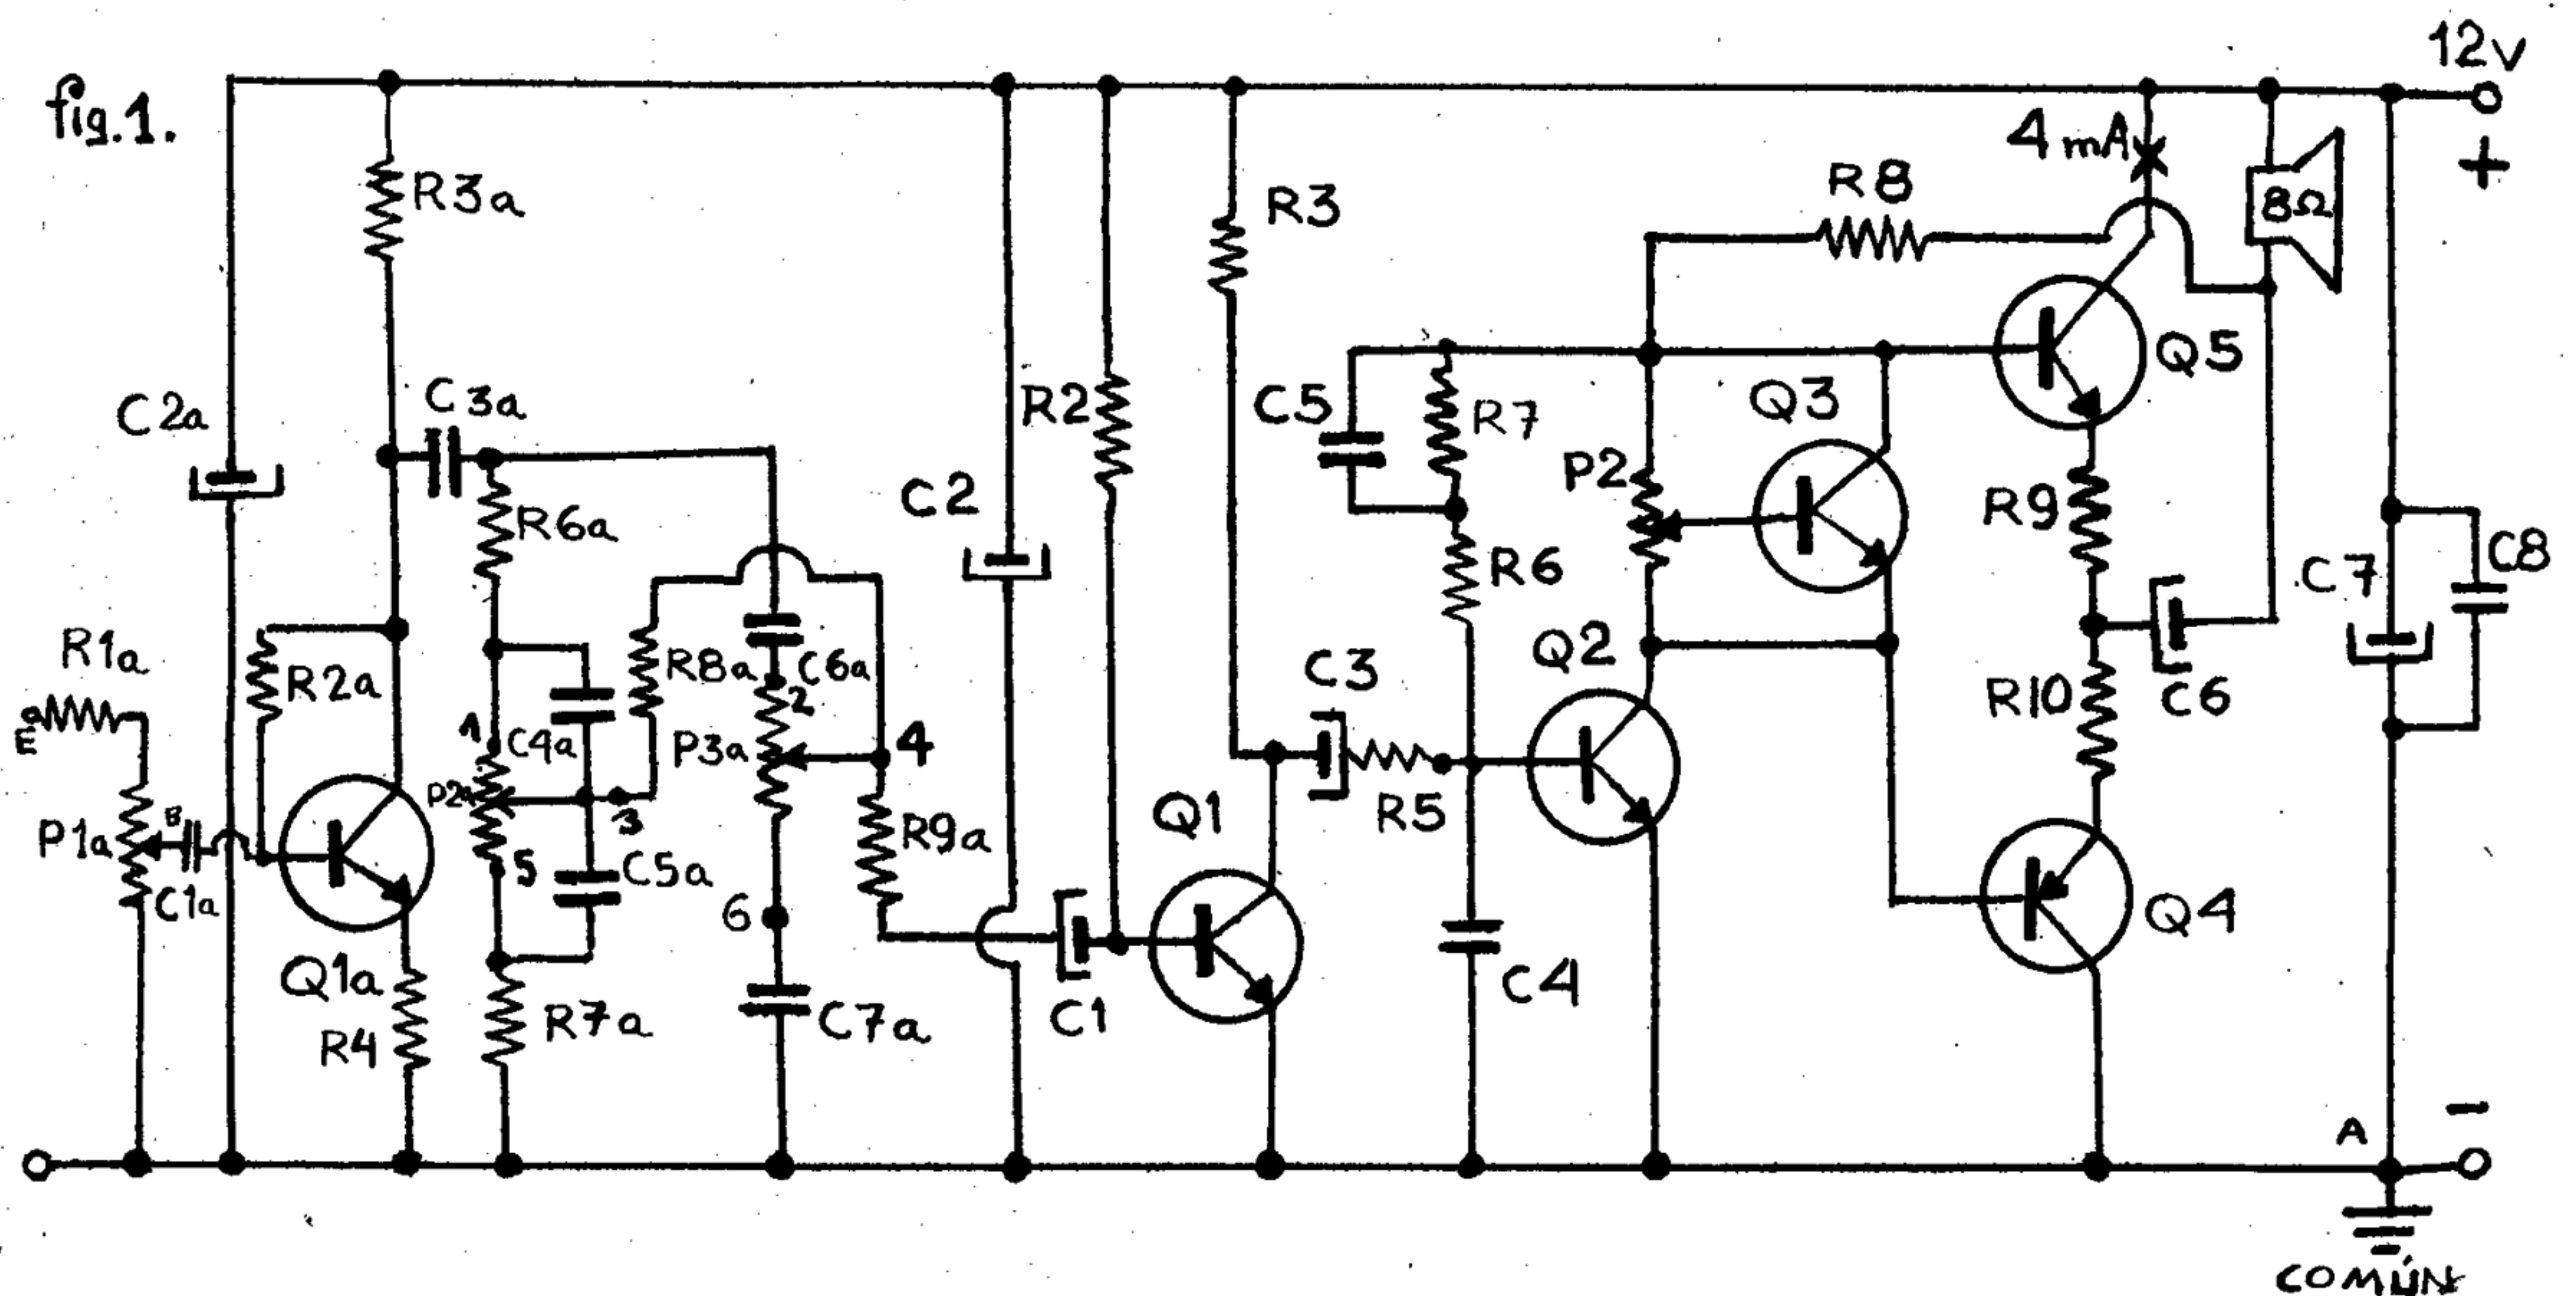 fig.1.
12v
+
4 mA
R3a
R8
8Ω
R3
C2a
C3a
R2
C5
R7
Q3
Q5
P2
R6a
C2
R6
R9
C7
C8
R1a
E
R2a
R8a
C6a
2
Q2
C3
R10
C6
1
C4a
P3a
4
P2a
3
R5
Q1
P1a
B
C1a
5
C5a
R9a
6
Q4
Q1a
R4
R7a
C7a
C1
C4
A
-
COMÚN